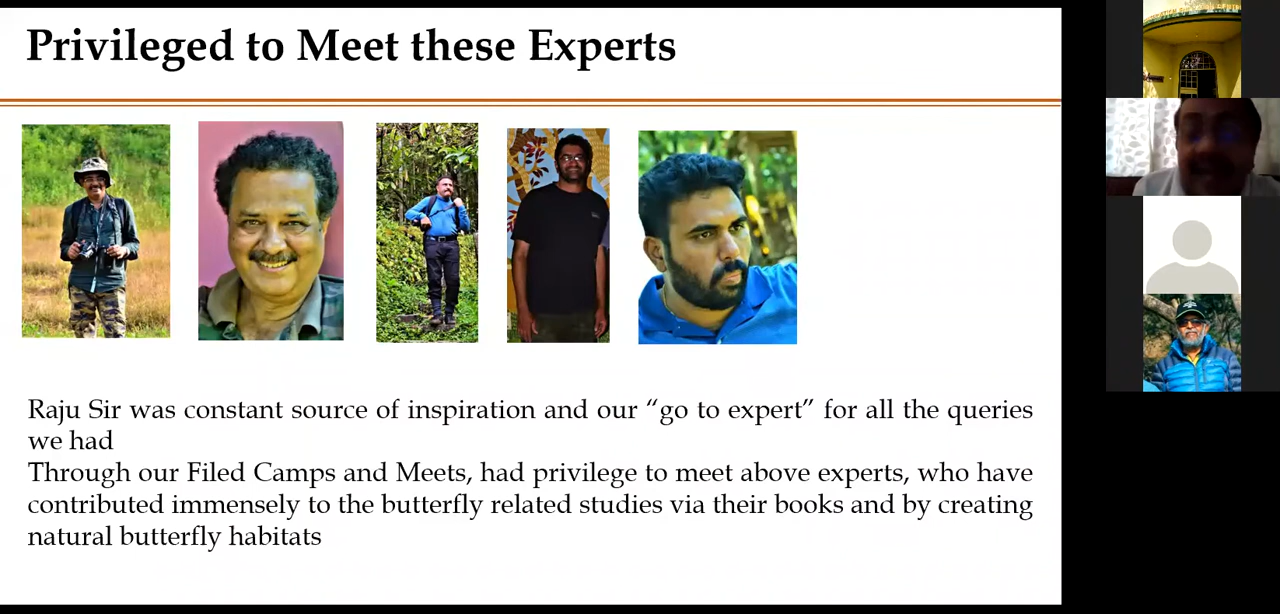 Privileged to Meet these Experts
Raju Sir was constant source of inspiration and our “go to expert” for all the queries
we had
Through our Filed Camps and Meets, had privilege to meet above experts, who have
contributed immensely to the butterfly related studies via their books and by creating
natural butterfly habitats